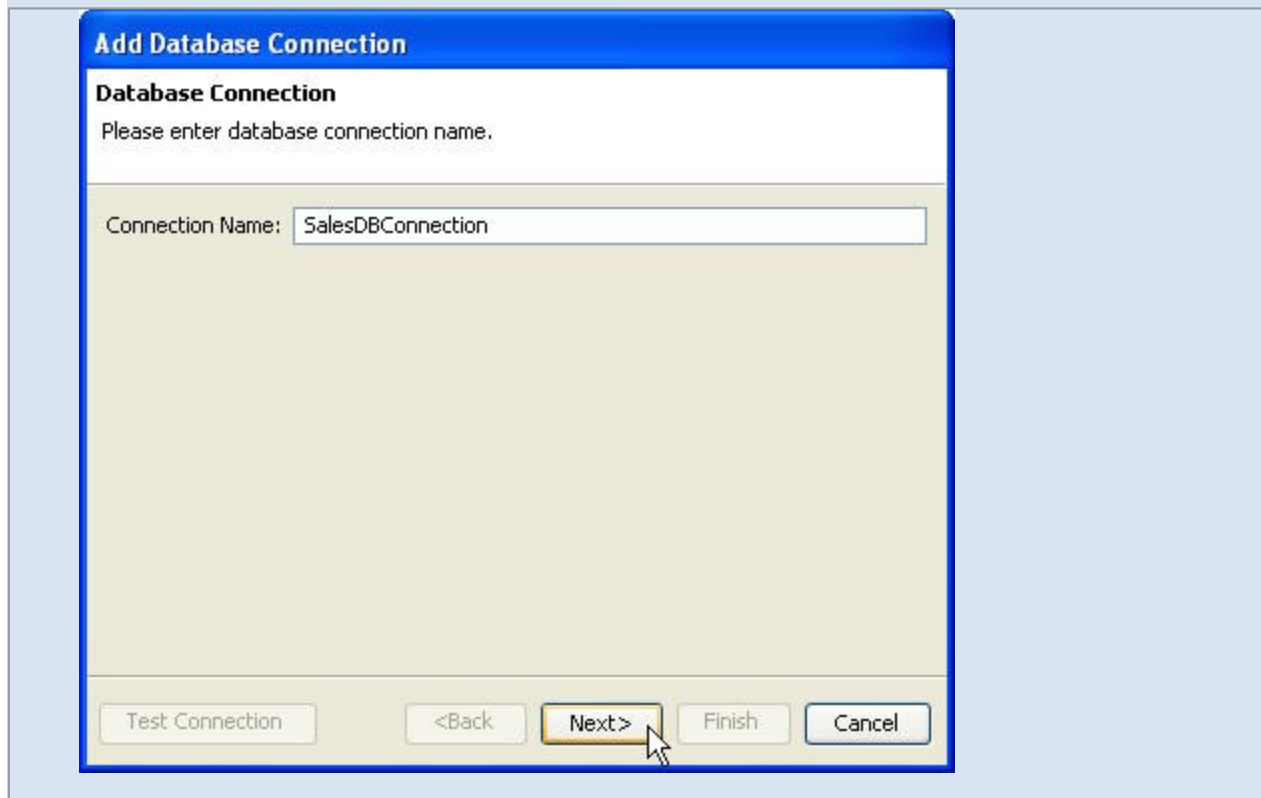 Add Database Connection
Database Connection
Please enter database connection name.
Connection Name: SalesDBConnection
Test Connection <Back Next> Finish Cancel